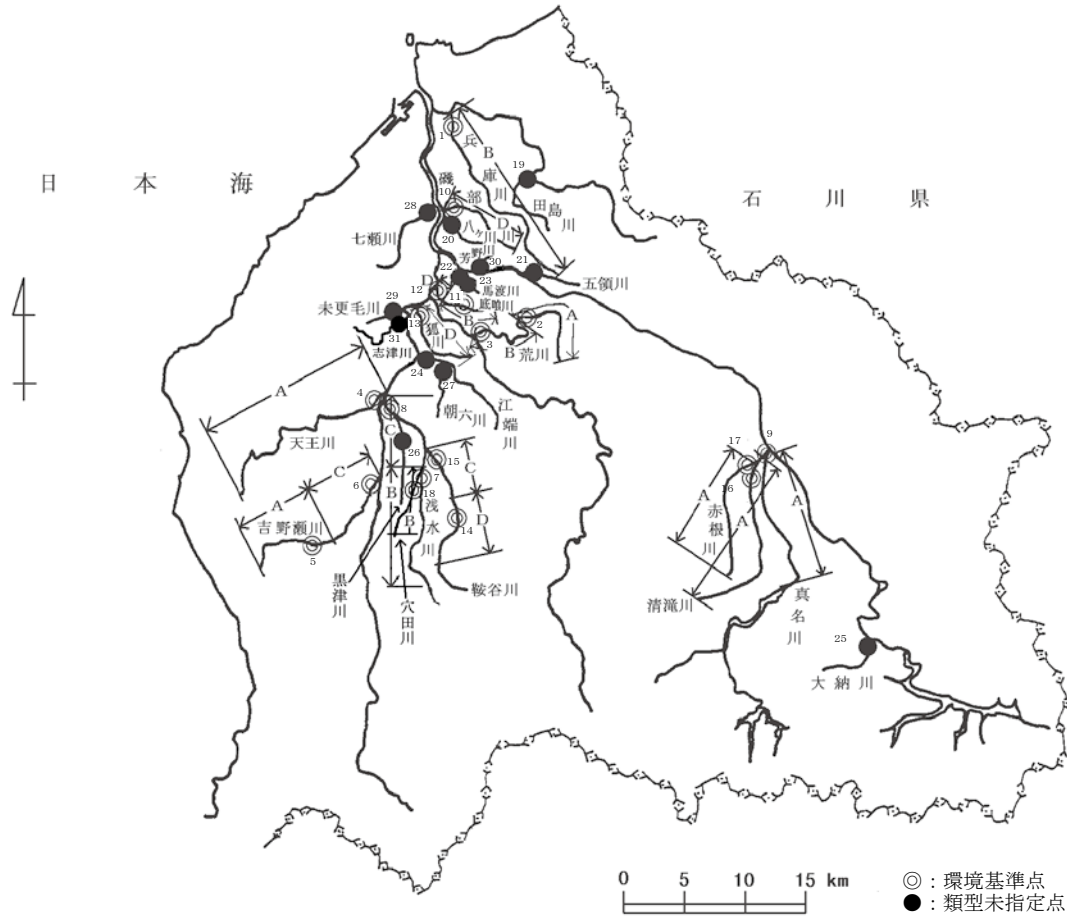 日本海
石川県
1
兵庫川
B
19
田島川
磯部川
10
D
28
七瀬川
20
八ヶ川
芳野川
30
21
五領川
22
23
馬渡川
D
12
11
底喰川
未更毛川
29
13
31
志津川
狐川
B
D
3
2
A
B
荒川
24
27
朝六川
江端川
A
4
8
天王川
C
26
C
6
A
吉野瀬川
5
B
15
7
18
B
浅水川
C
D
14
鞍谷川
黒津川
穴田川
17
9
16
A
赤根川
A
A
清滝川
真名川
25
大納川
0 5 10 15 km
◎：環境基準点
●：類型未指定点